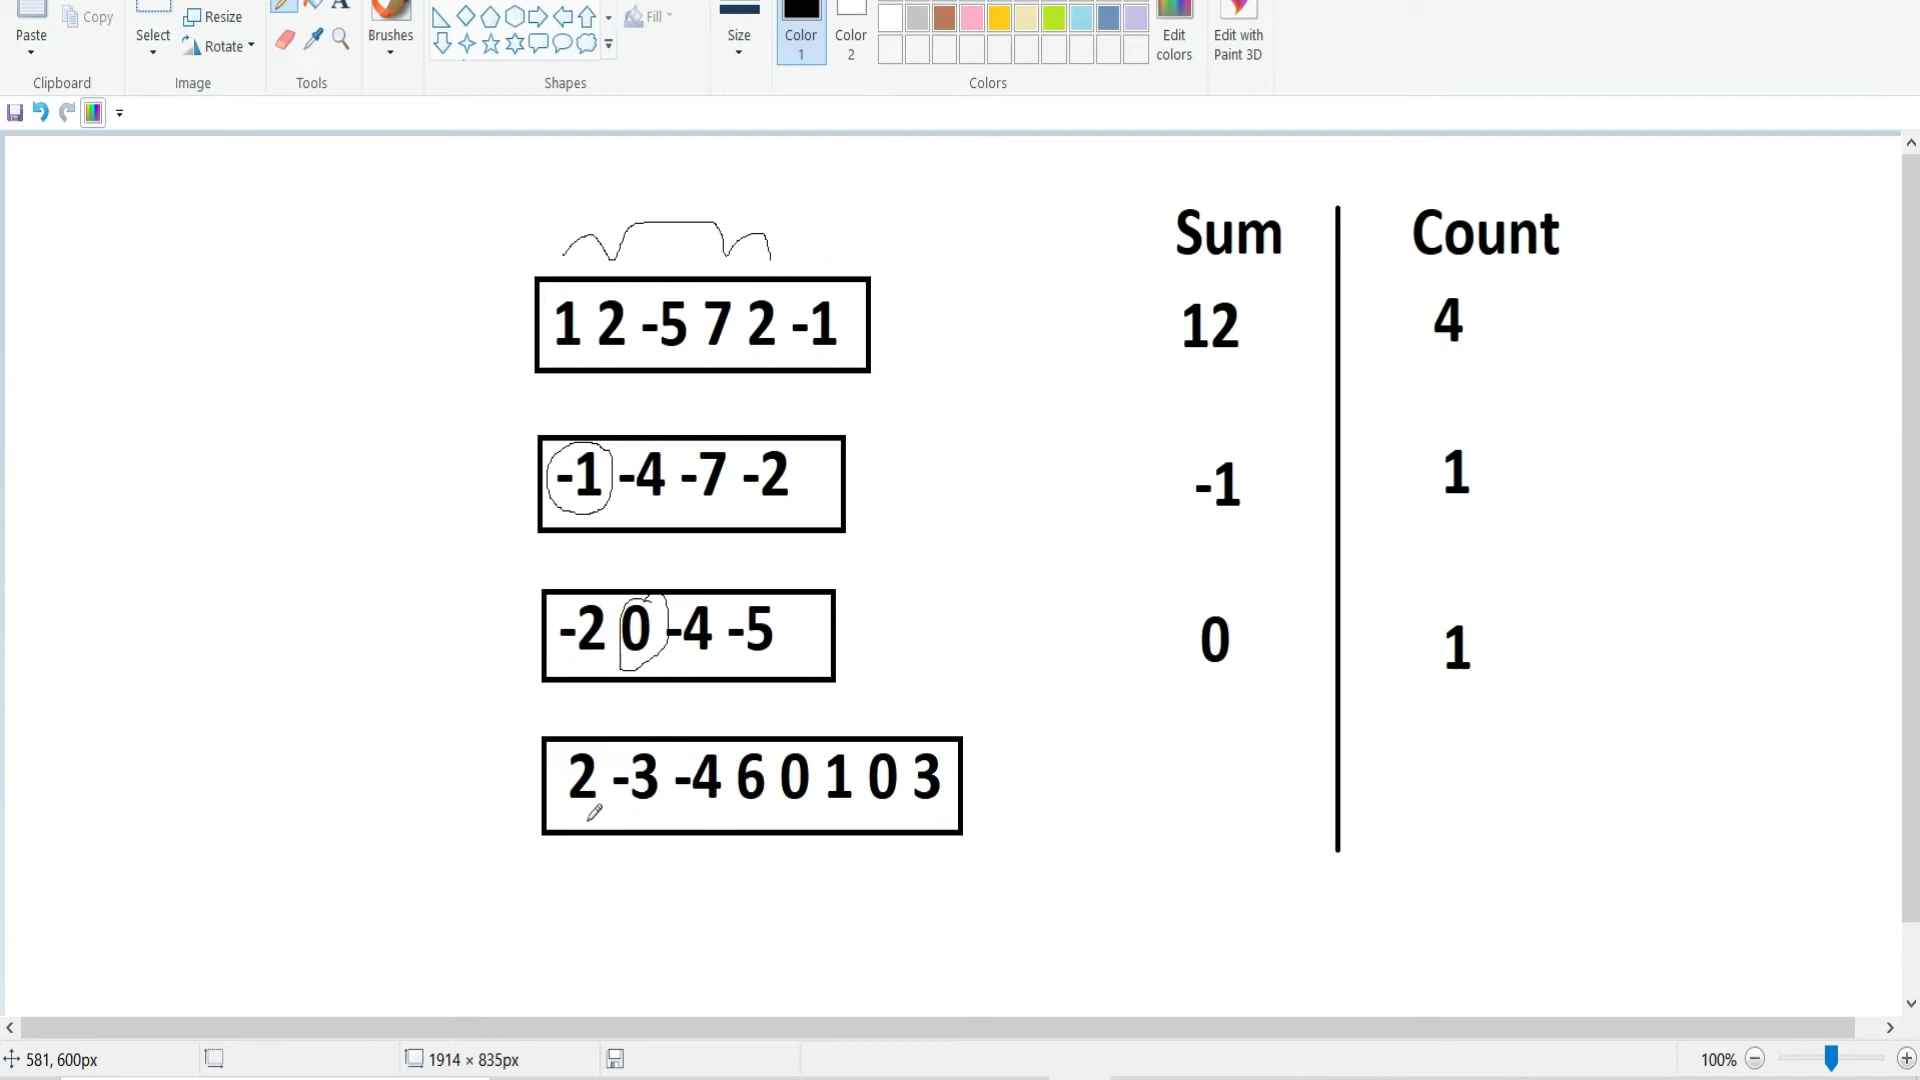 Paste
Copy
Select
Resize
Rotate
A
Brushes
Fill
Size
Color
1
Color
2
Edit
colors
Edit with
Paint 3D
Clipboard
Image
Tools
Shapes
Colors
Sum Count
1 2 -5 7 2 -1 12 4
-1 -4 -7 -2 -1 1
-2 0 -4 -5 0 1
2 -3 -4 6 0 1 0 3
581, 600px
1914 × 835px
100%